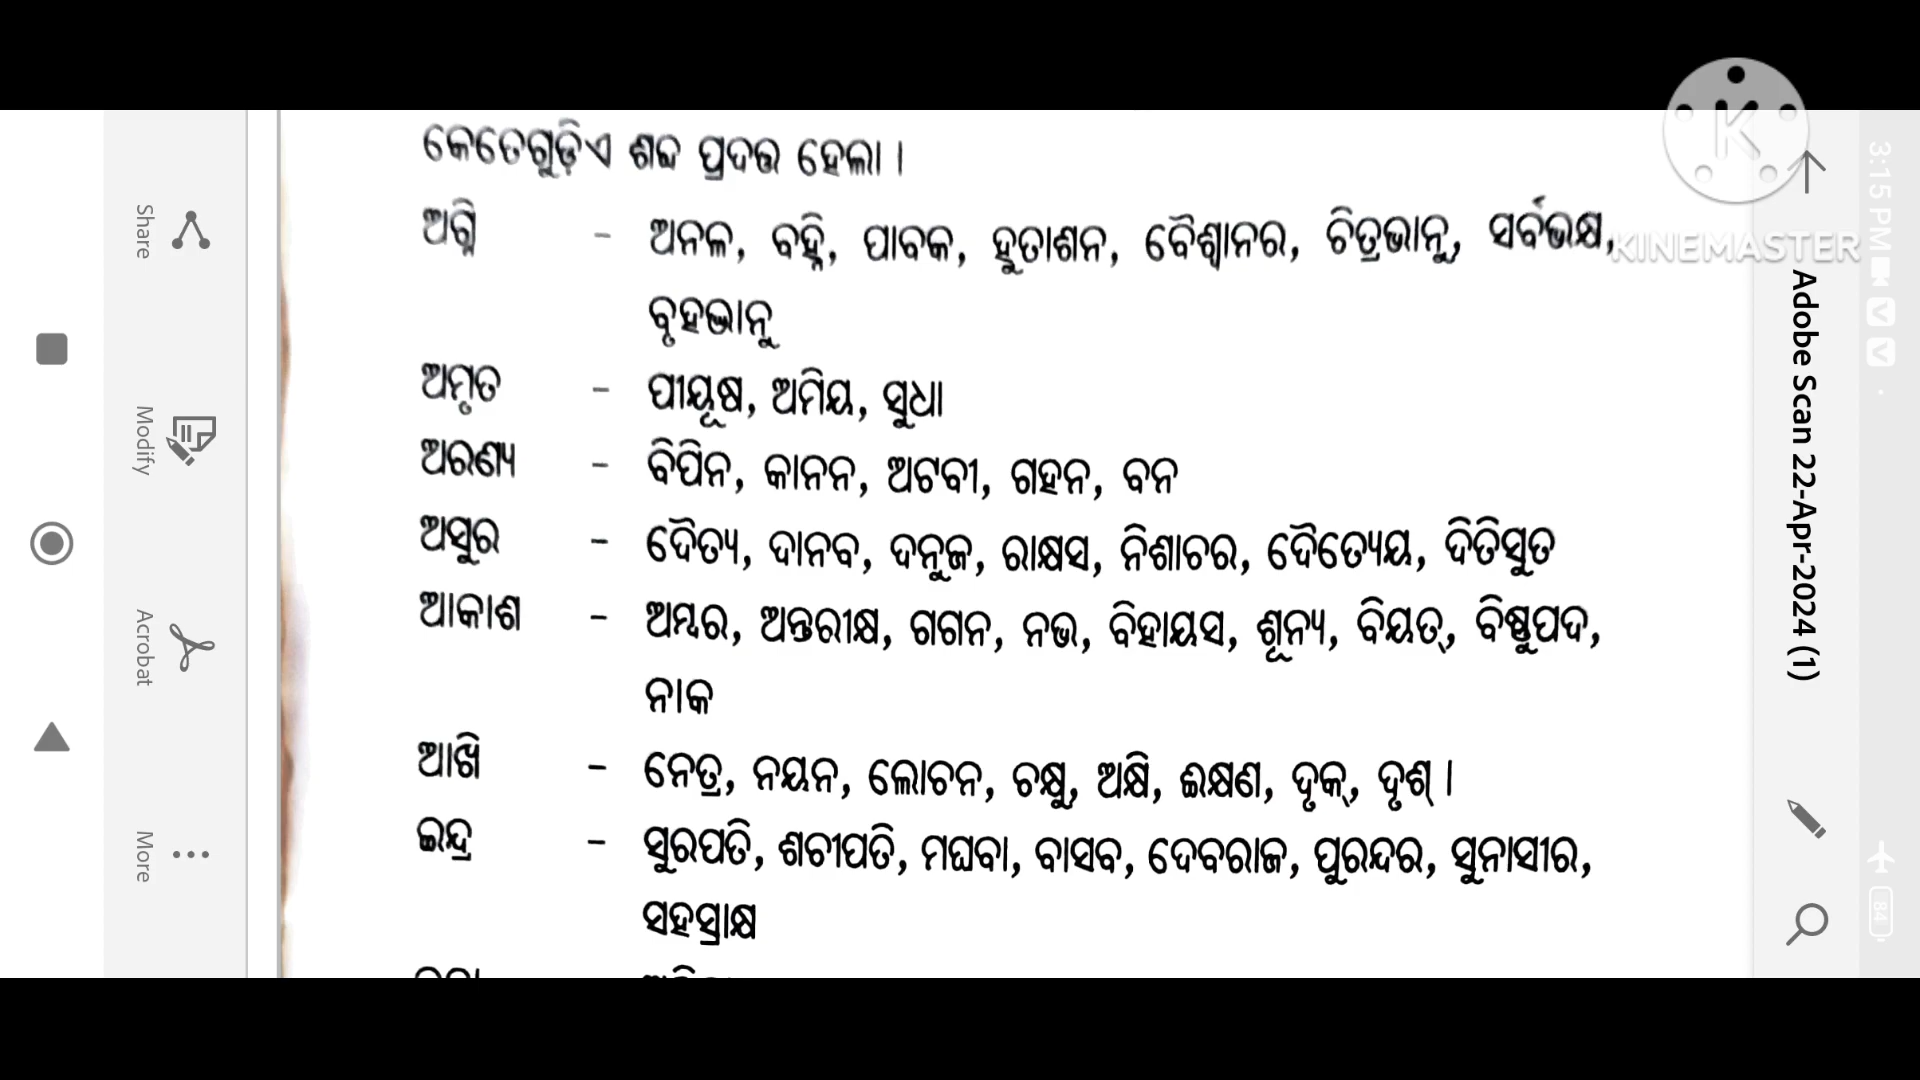 କେତେଗୁଡ଼ିଏ ଶବ୍ଦ ପ୍ରଦତ୍ତ ହେଲା ।
ଅଗ୍ନି - ଅନଳ, ବହ୍ନି, ପାବକ, ହୁତାଶନ, ବୈଶ୍ଵାନର, ଚିତ୍ରଭାନୁ, ସର୍ବଭକ୍ଷ,
ବୃହଦ୍ଭାନୁ
ଅମୃତ - ପୀୟୂଷ, ଅମିୟ, ସୁଧା
ଅରଣ୍ୟ - ବିପିନ, କାନନ, ଅଟବୀ, ଗହନ, ବନ
ଅସୁର - ଦୈତ୍ୟ, ଦାନବ, ଦନୁଜ, ରାକ୍ଷସ, ନିଶାଚର, ଦୈତ୍ୟେୟ, ଦିତିସୁତ
ଆକାଶ - ଅମ୍ବର, ଅନ୍ତରୀକ୍ଷ, ଗଗନ, ନଭ, ବିହାୟସ, ଶୂନ୍ୟ, ବିୟତ୍, ବିଷ୍ଣୁପଦ,
ନାକ
ଆଖି - ନେତ୍ର, ନୟନ, ଲୋଚନ, ଚକ୍ଷୁ, ଅକ୍ଷି, ଈକ୍ଷଣ, ଦୃକ୍, ଦୃଶ୍ ।
ଇନ୍ଦ୍ର - ସୁରପତି, ଶଚୀପତି, ମଘବା, ବାସବ, ଦେବରାଜ, ପୁରନ୍ଦର, ସୁନାସୀର,
ସହସ୍ରାକ୍ଷ
KINEMASTER
3:15 PM
84
Adobe Scan 22-Apr-2024 (1)
Share
Modify
Acrobat
More